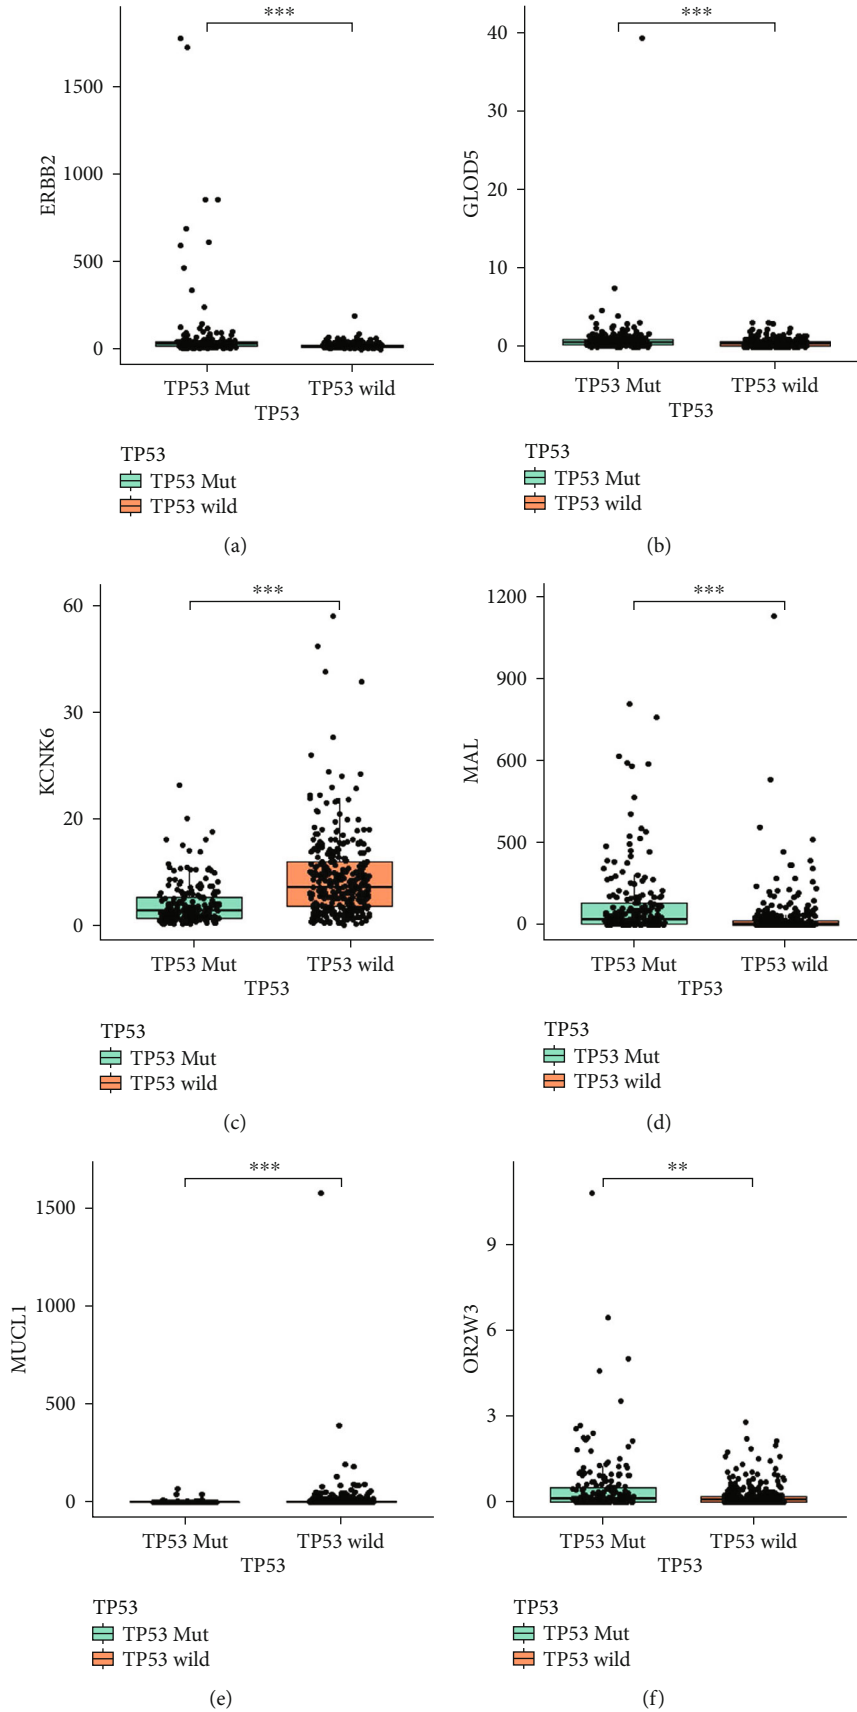 ***
1500
1000
500
0
ERBB2
TP53 Mut
TP53 wild
TP53
TP53
TP53 Mut
TP53 wild
(a)
***
40
30
20
10
0
GLOD5
TP53 Mut
TP53 wild
TP53
TP53
TP53 Mut
TP53 wild
(b)
***
60
30
20
0
KCNK6
TP53 Mut
TP53 wild
TP53
TP53
TP53 Mut
TP53 wild
(c)
***
1200
900
600
500
0
MAL
TP53 Mut
TP53 wild
TP53
TP53
TP53 Mut
TP53 wild
(d)
***
1500
1000
500
0
MUCL1
TP53 Mut
TP53 wild
TP53
TP53
TP53 Mut
TP53 wild
(e)
**
9
6
3
0
OR2W3
TP53 Mut
TP53 wild
TP53
TP53
TP53 Mut
TP53 wild
(f)